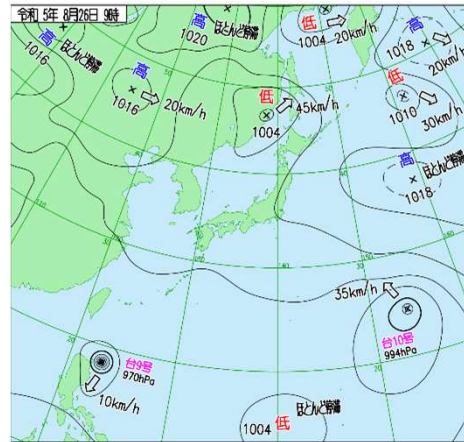 令和 5年 8月26日 9時
高
1016
ほとんど停滞
高
1020
ほとんど停滞
低
1004
20km/h
高
1018
20km/h
高
1016
20km/h
低
1004
45km/h
低
1010
30km/h
高
1018
ほとんど停滞
35km/h
台10号
994hPa
台9号
970hPa
10km/h
低
1004
ほとんど停滞